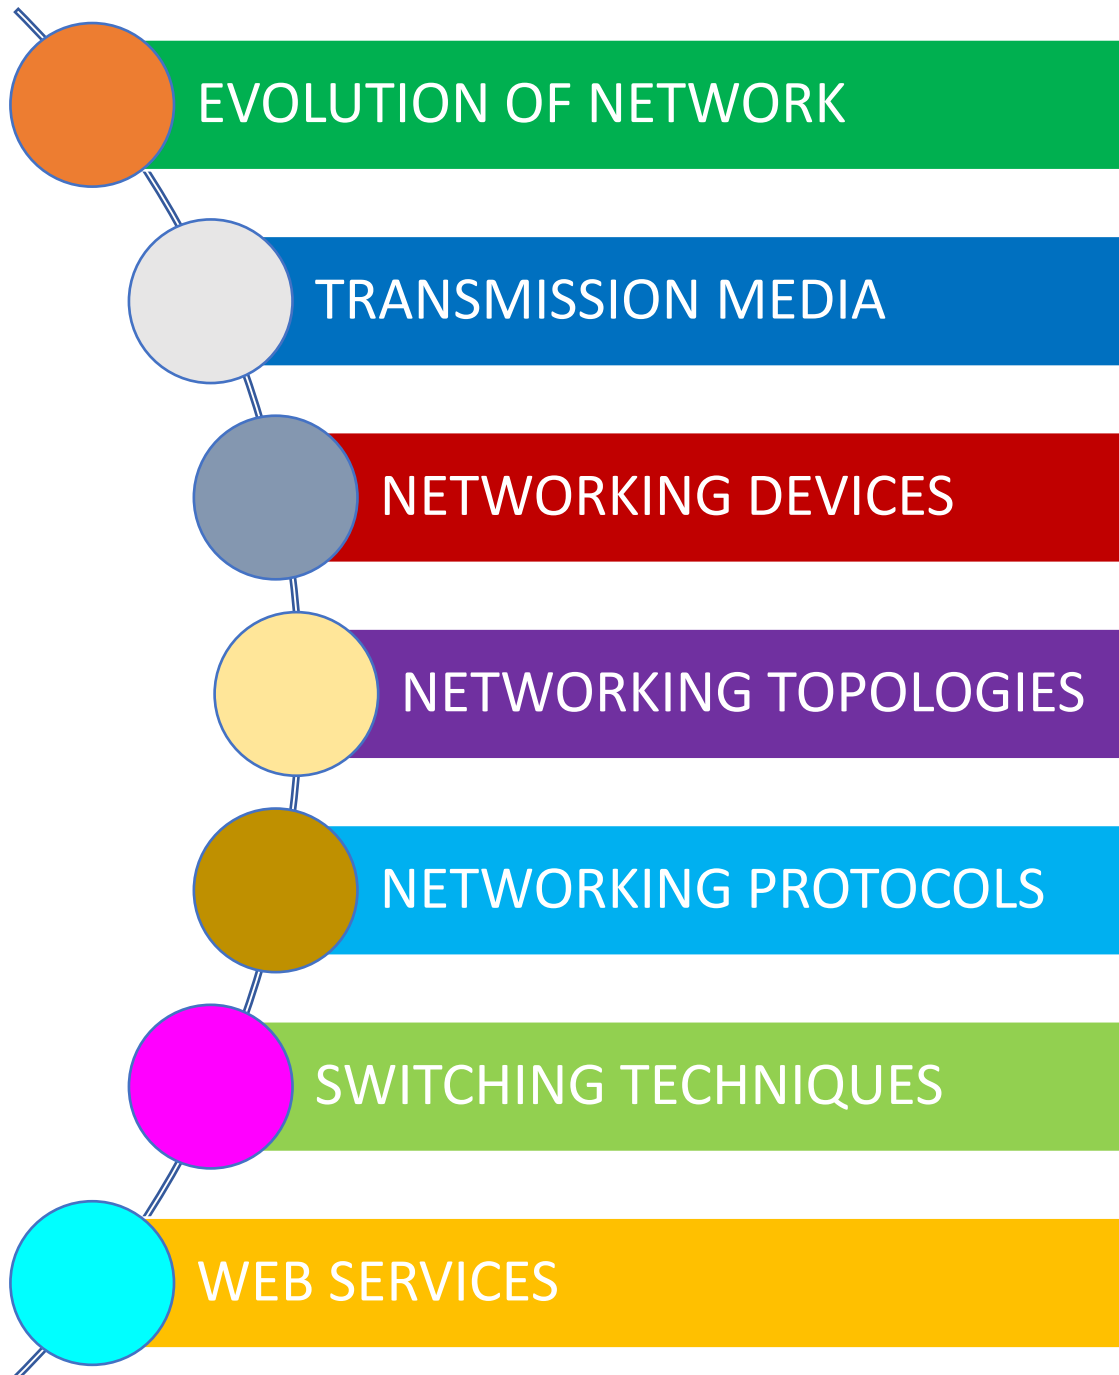 EVOLUTION OF NETWORK
TRANSMISSION MEDIA
NETWORKING DEVICES
NETWORKING TOPOLOGIES
NETWORKING PROTOCOLS
SWITCHING TECHNIQUES
WEB SERVICES